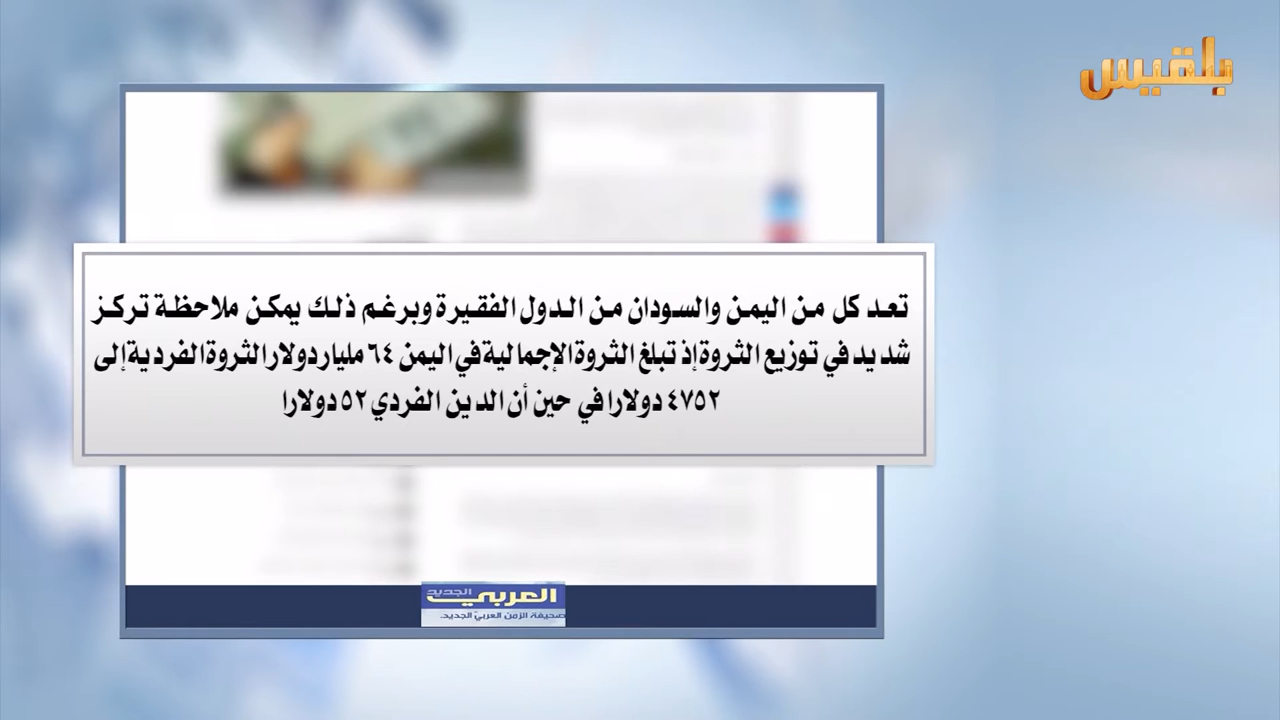 بلقيس
تعد كل من اليمن والسودان من الدول الفقيرة وبرغم ذلك يمكن ملاحظة تركز
شديد في توزيع الثروة إذ تبلغ الثروة الإجمالية في اليمن ٦٤ مليار دولار الثروة الفردية إلى
٤٧٥٢ دولارا في حين أن الدين الفردي ٥٢ دولارا
العربي الجديد
صحيفة الزمن العربيّ الجديد.